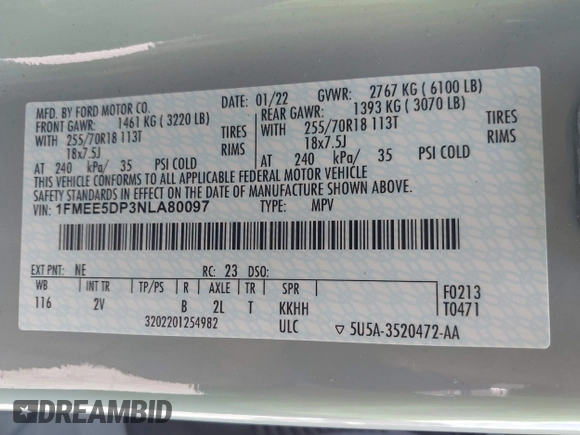 MFD. BY FORD MOTOR CO.
DATE: 01/22 GVWR: 2767 KG ( 6100 LB)
FRONT GAWR: 1461 KG ( 3220 LB) REAR GAWR: 1393 KG ( 3070 LB)
WITH 255/70R18 113T TIRES WITH 255/70R18 113T TIRES
18x7.5J RIMS 18x7.5J RIMS
AT 240 kPa/ 35 PSI COLD AT 240 kPa/ 35 PSI COLD
THIS VEHICLE CONFORMS TO ALL APPLICABLE FEDERAL MOTOR VEHICLE
SAFETY STANDARDS IN EFFECT ON THE DATE OF MANUFACTURE SHOWN ABOVE.
VIN: 1FMEE5DP3NLA80097 TYPE: MPV
EXT PNT: NE RC: 23 DSO:
WB INT TR TP/PS R AXLE TR SPR
116 2V B 2L T KKHH
F0213
T0471
3202201254982 ULC ▽ 5U5A-3520472-AA
DREAMBID